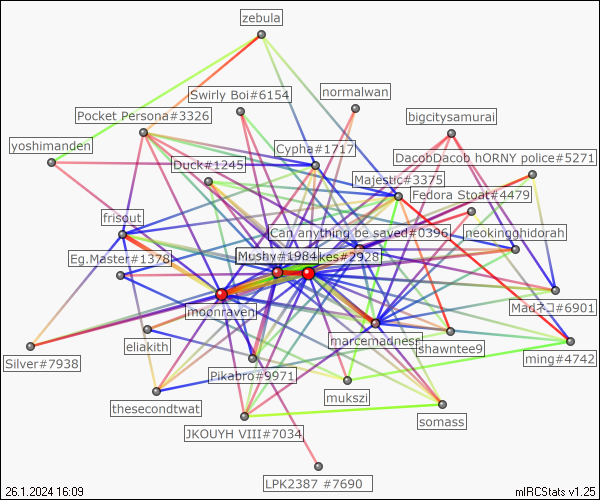 zebula
Swirly Boi#6154
normalwan
Pocket Persona#3326
bigcitysamurai
yoshimanden
Cypha#1717
Duck#1245
DacobDacob hORNY police#5271
Majestic#3375
Fedora Stoat#4479
frisout
Can anything be saved#0396
neokingghidorah
Eg.Master#1378
Mushy#1984
kes#2928
moonraven
Madネコ#6901
marcemadness
eliakith
shawntee9
ming#4742
Silver#7938
Pikabro#9971
mukszi
thesecondtwat
somass
JKOUYH VIII#7034
LPK2387 #7690
26.1.2024 16:09
mIRCStats v1.25